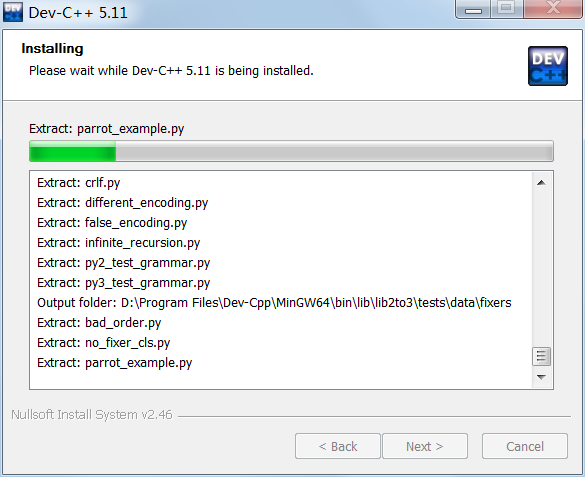 Dev-C++ 5.11
Installing
Please wait while Dev-C++ 5.11 is being installed.
DEV
C++
Extract: parrot_example.py
Extract: crlf.py
Extract: different_encoding.py
Extract: false_encoding.py
Extract: infinite_recursion.py
Extract: py2_test_grammar.py
Extract: py3_test_grammar.py
Output folder: D:\Program Files\Dev-Cpp\MinGW64\bin\lib\lib2to3\tests\data\fixers
Extract: bad_order.py
Extract: no_fixer_cls.py
Extract: parrot_example.py
Nullsoft Install System v2.46
< Back
Next >
Cancel